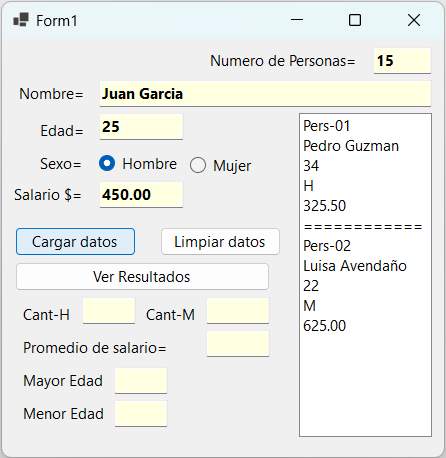 Form1
Numero de Personas= 15
Nombre= Juan Garcia
Edad= 25
Sexo= Hombre Mujer
Salario $= 450.00
Cargar datos Limpiar datos
Ver Resultados
Cant-H Cant-M
Promedio de salario=
Mayor Edad
Menor Edad
Pers-01
Pedro Guzman
34
H
325.50
============
Pers-02
Luisa Avendaño
22
M
625.00